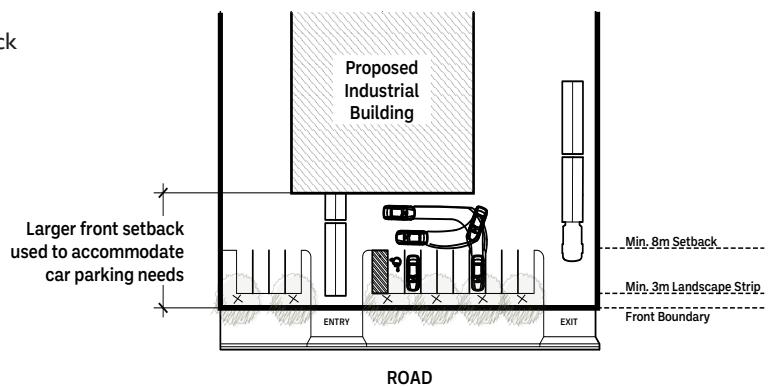 ck
Proposed
Industrial
Building
Larger front setback
used to accommodate
car parking needs
Min. 8m Setback
Min. 3m Landscape Strip
Front Boundary
ENTRY
EXIT
ROAD